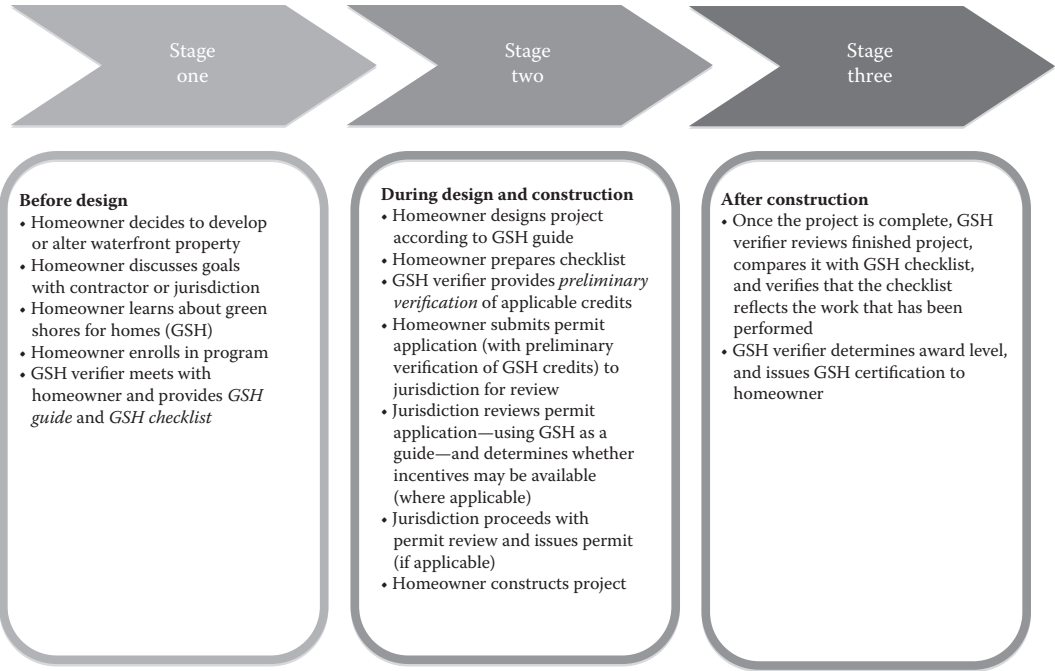 Stage
one
Stage
two
Stage
three
Before design
• Homeowner decides to develop
or alter waterfront property
• Homeowner discusses goals
with contractor or jurisdiction
• Homeowner learns about green
shores for homes (GSH)
• Homeowner enrolls in program
• GSH verifier meets with
homeowner and provides GSH
guide and GSH checklist
During design and construction
• Homeowner designs project
according to GSH guide
• Homeowner prepares checklist
• GSH verifier provides preliminary
verification of applicable credits
• Homeowner submits permit
application (with preliminary
verification of GSH credits) to
jurisdiction for review
• Jurisdiction reviews permit
application—using GSH as a
guide—and determines whether
incentives may be available
(where applicable)
• Jurisdiction proceeds with
permit review and issues permit
(if applicable)
• Homeowner constructs project
After construction
• Once the project is complete, GSH
verifier reviews finished project,
compares it with GSH checklist,
and verifies that the checklist
reflects the work that has been
performed
• GSH verifier determines award level,
and issues GSH certification to
homeowner